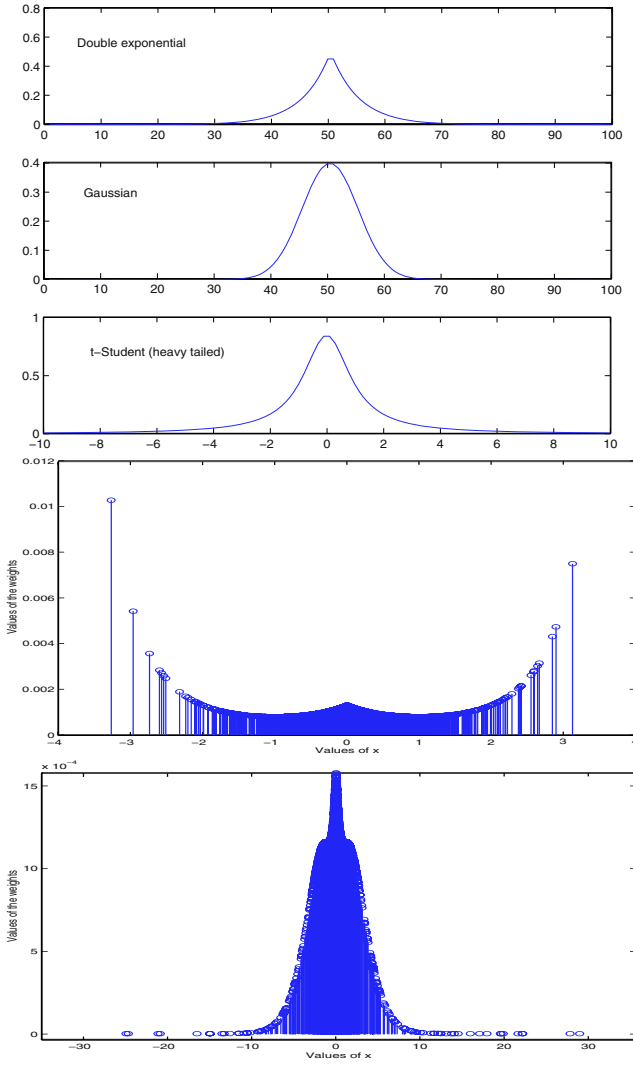 0.8
0.6
0.4
0.2
0
Double exponential
0 10 20 30 40 50 60 70 80 90 100
0.4
0.3
0.2
0.1
0
Gaussian
0 10 20 30 40 50 60 70 80 90 100
1
0.5
0
t−Student (heavy tailed)
−10 −8 −6 −4 −2 0 2 4 6 8 10
0.012
0.01
0.008
0.006
0.004
0.002
0
Values of the weights
−4 −3 −2 −1 0 1 2 3 4
Values of x
× 10⁻⁴
15
10
5
0
Values of the weights
−30 −20 −10 0 10 20 30
Values of x